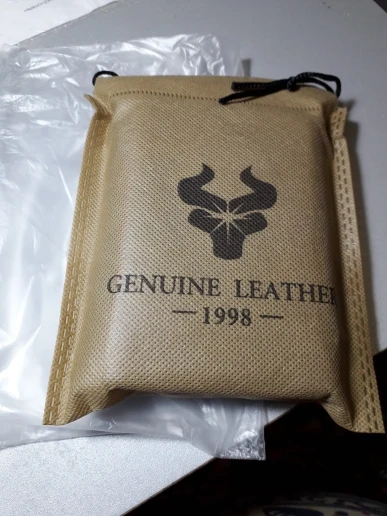 GENUINE LEATHER
— 1998 —